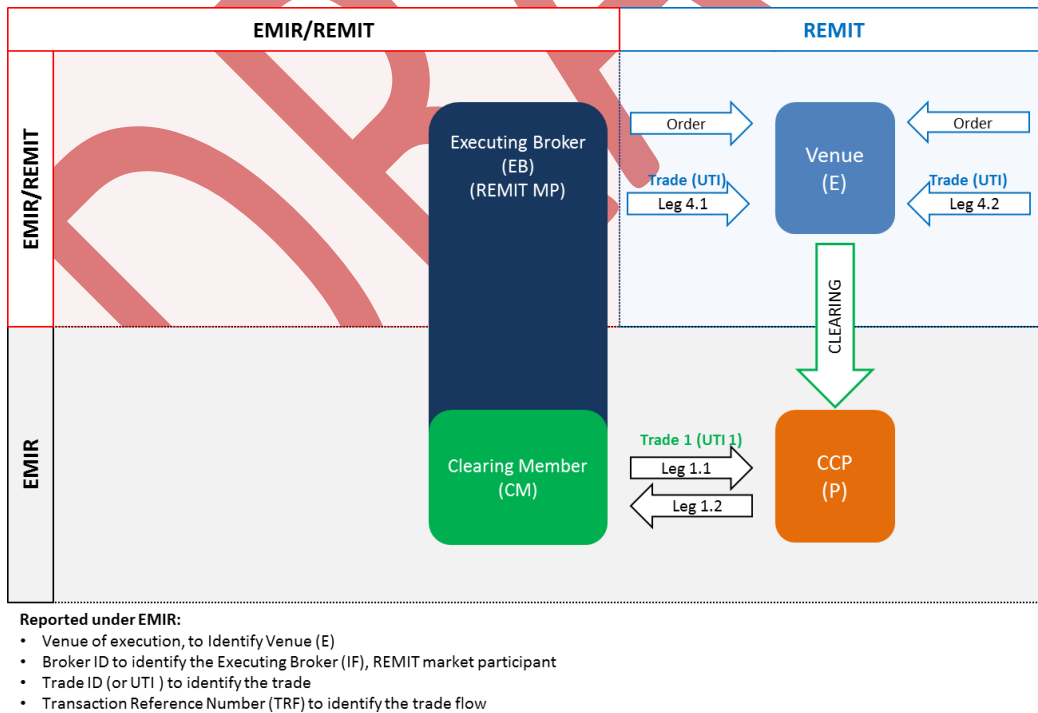 EMIR/REMIT
REMIT
EMIR/REMIT
Executing Broker
(EB)
(REMIT MP)
Order
Venue
(E)
Order
Trade (UTI)
Leg 4.1
Trade (UTI)
Leg 4.2
CLEARING
EMIR
Clearing Member
(CM)
Trade 1 (UTI 1)
Leg 1.1
Leg 1.2
CCP
(P)
Reported under EMIR:
• Venue of execution, to Identify Venue (E)
• Broker ID to identify the Executing Broker (IF), REMIT market participant
• Trade ID (or UTI ) to identify the trade
• Transaction Reference Number (TRF) to identify the trade flow